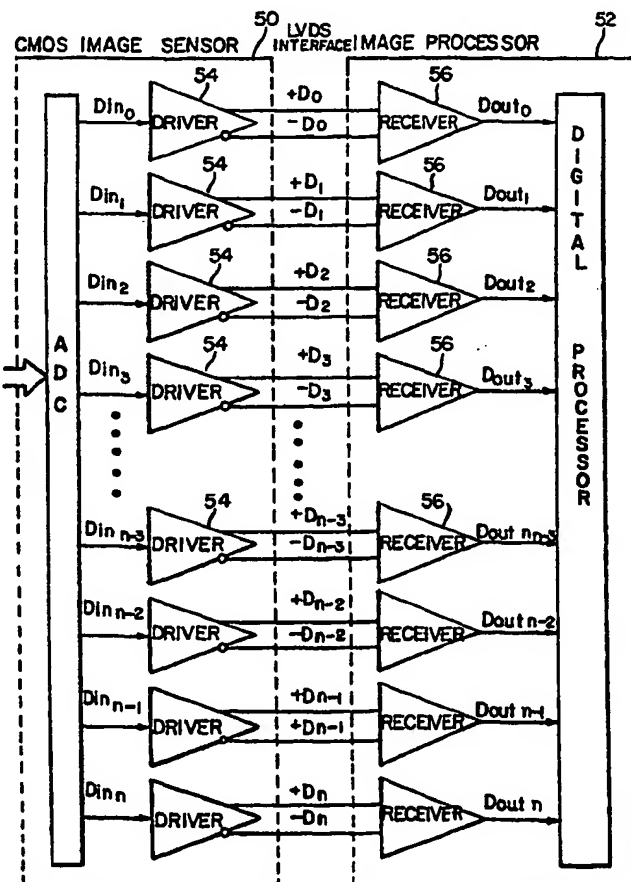 50
LVDS
52
CMOS IMAGE SENSOR INTERFACE IMAGE PROCESSOR
54 56
Din0 DRIVER +D0 -D0 RECEIVER Dout0
54 56
Din1 DRIVER +D1 -D1 RECEIVER Dout1
54 56
Din2 DRIVER +D2 -D2 RECEIVER Dout2
54 56
Din3 DRIVER +D3 -D3 RECEIVER Dout3
ADC
DIGITAL PROCESSOR
54 56
Din n-3 DRIVER +Dn-3 -Dn-3 RECEIVER Dout nn-3
Din n-2 DRIVER +Dn-2 -Dn-2 RECEIVER Dout n-2
Din n-1 DRIVER +Dn-1 +Dn-1 RECEIVER Dout n-1
Din n DRIVER +Dn -Dn RECEIVER Dout n